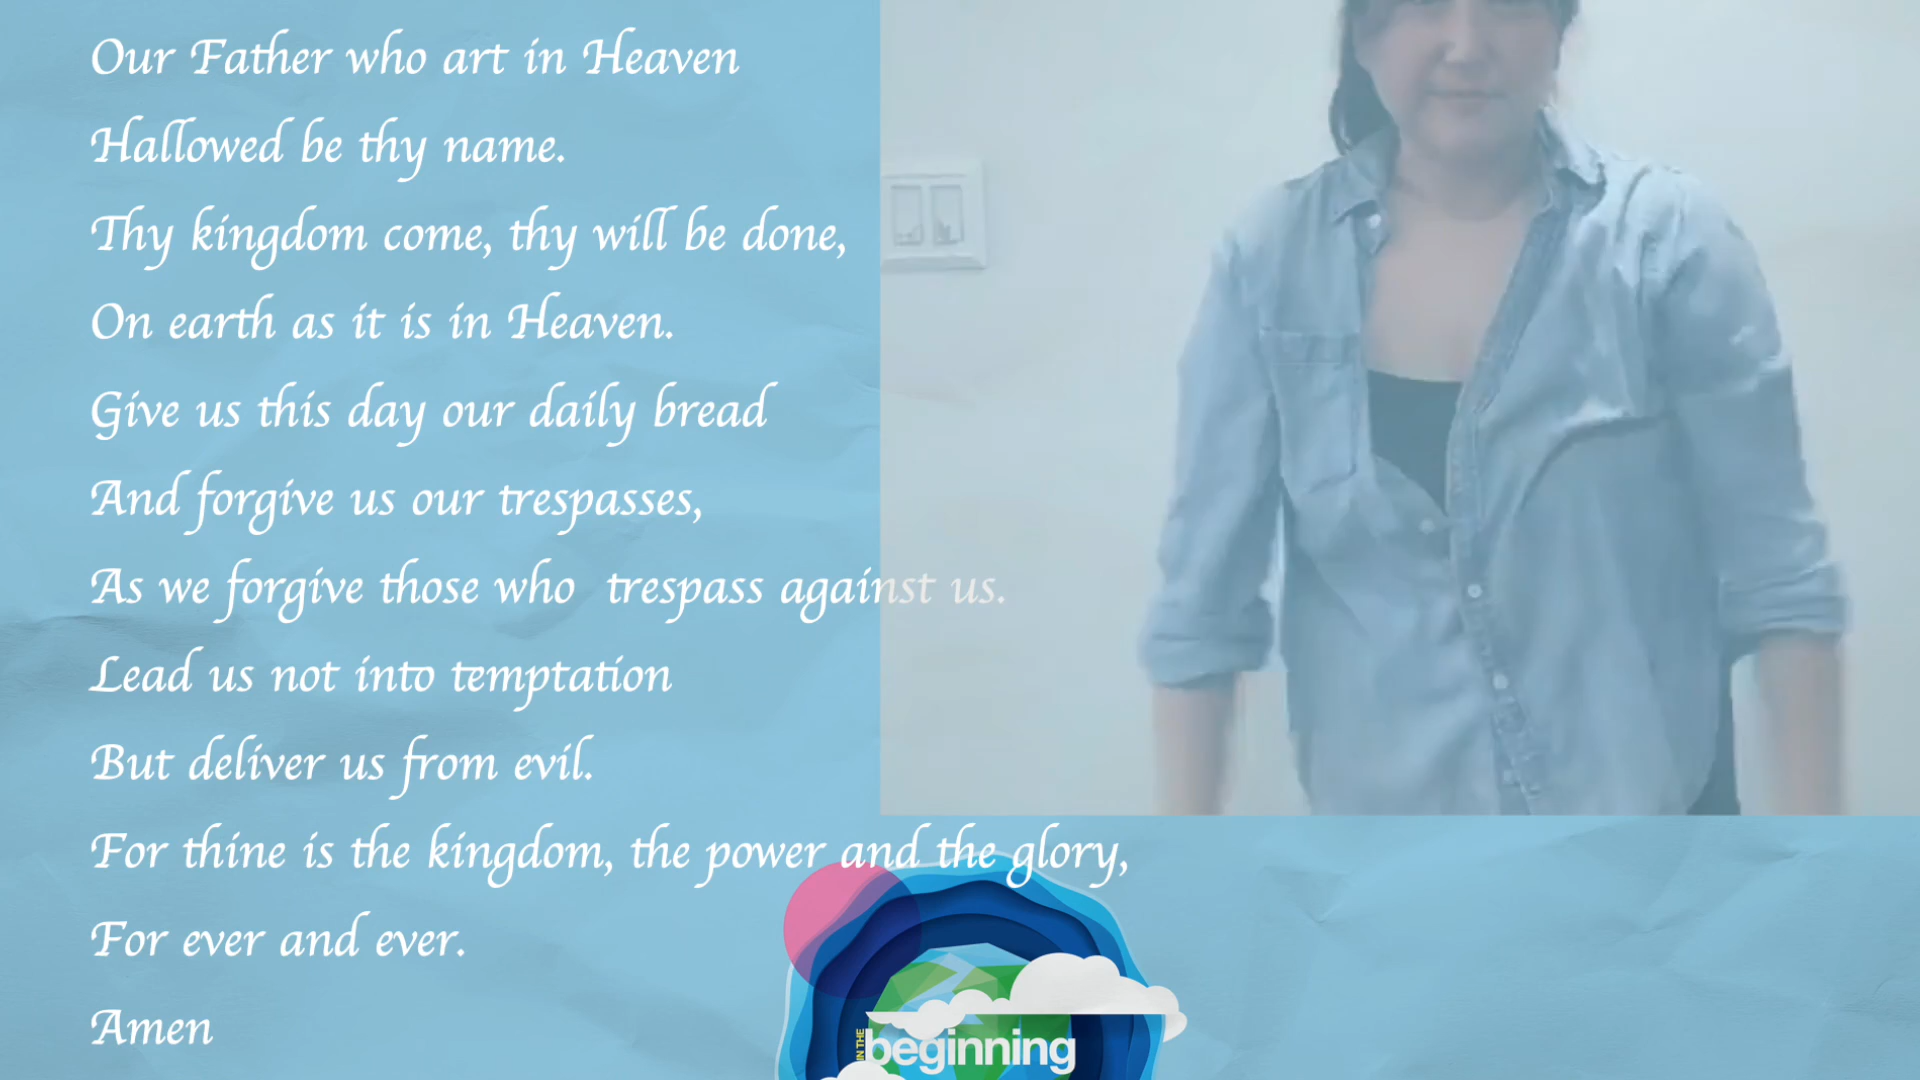 Our Father who art in Heaven
Hallowed be thy name.
Thy kingdom come, thy will be done,
On earth as it is in Heaven.
Give us this day our daily bread
And forgive us our trespasses,
As we forgive those who trespass against us.
Lead us not into temptation
But deliver us from evil.
For thine is the kingdom, the power and the glory,
For ever and ever.
Amen
IN THE
beginning